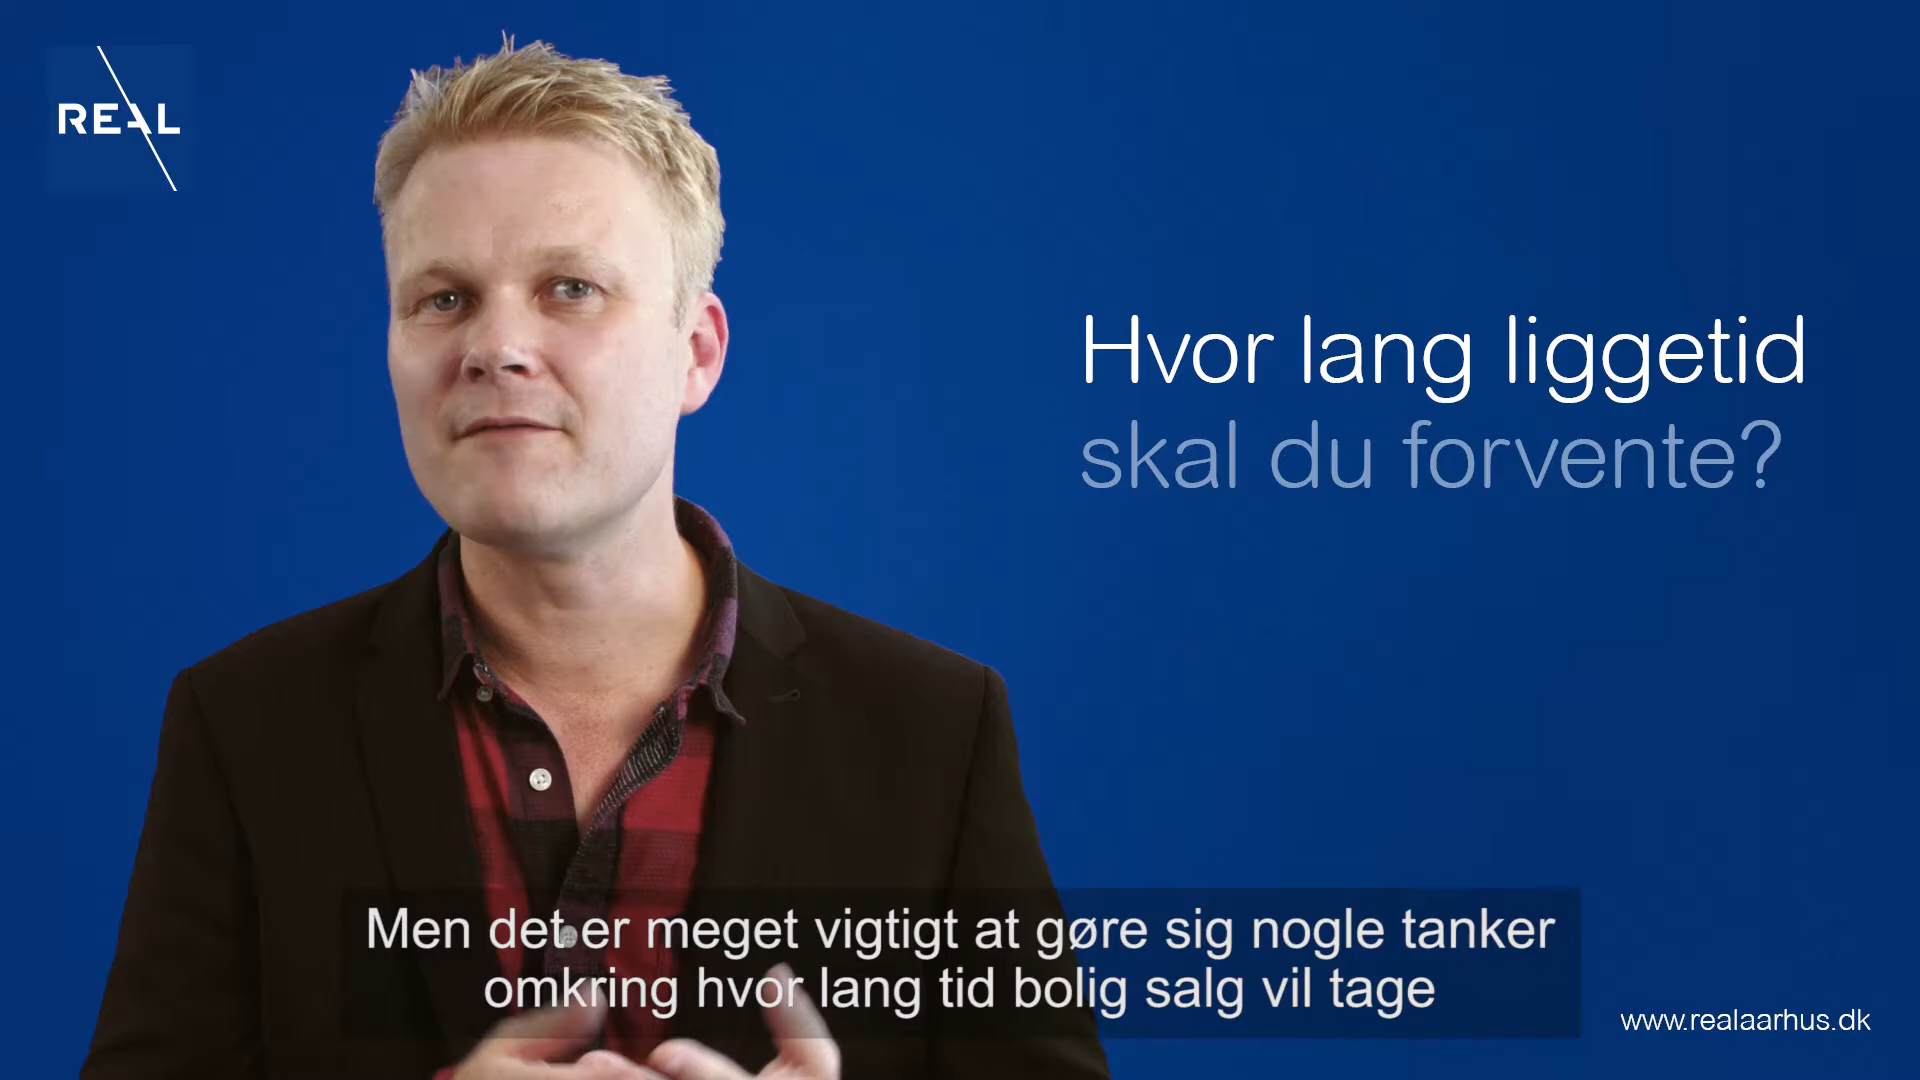 REAL
Hvor lang liggetid
skal du forvente?
Men det er meget vigtigt at gøre sig nogle tanker
omkring hvor lang tid bolig salg vil tage
www.realaarhus.dk